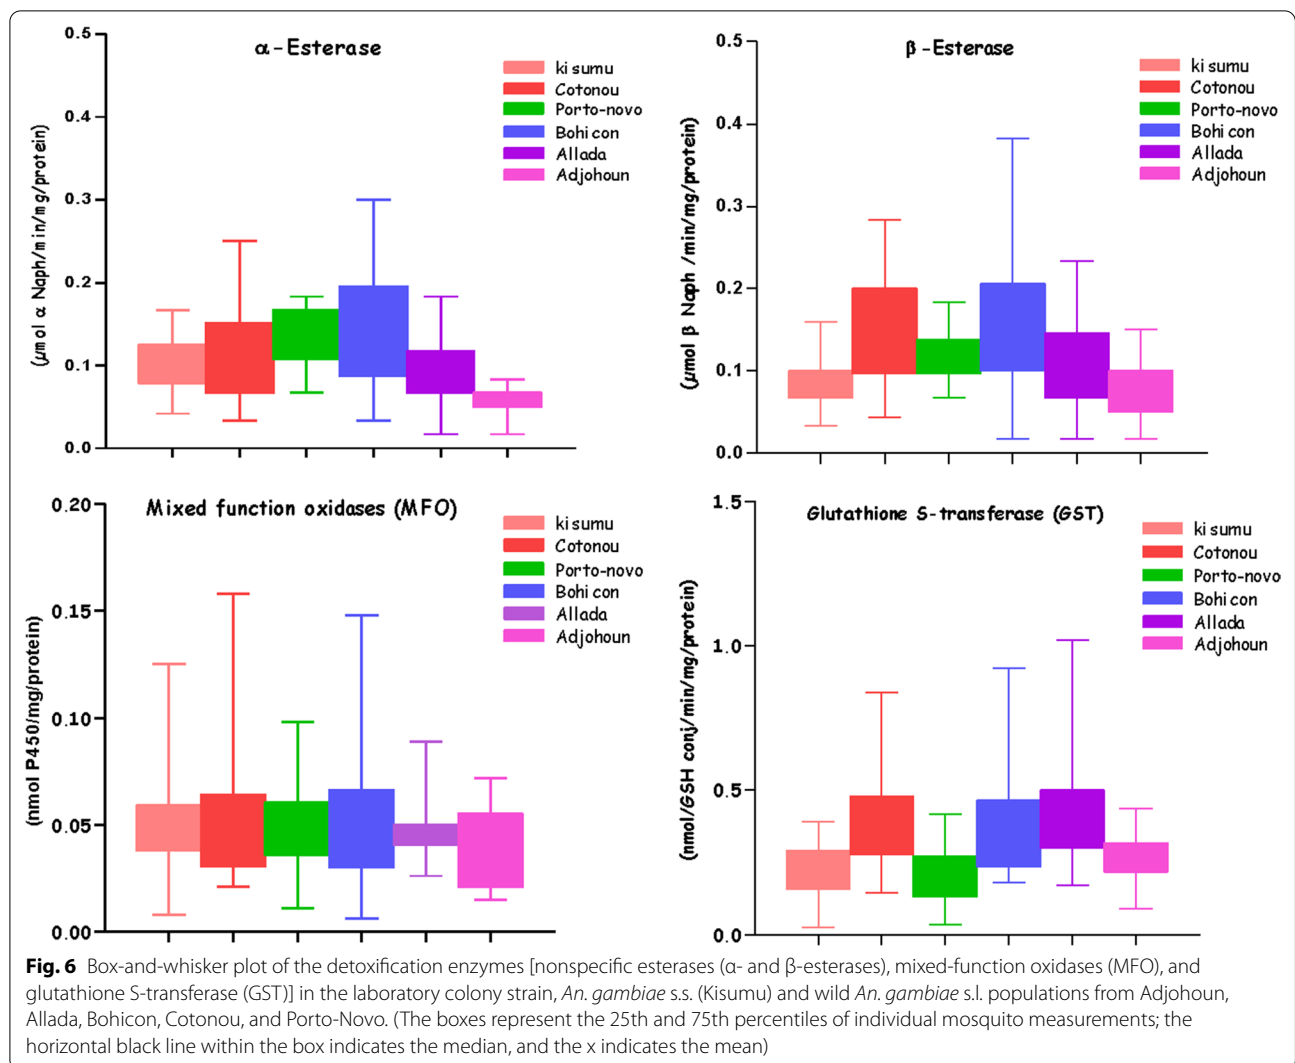 α-Esterase
0.5
0.4
0.3
0.2
0.1
0.0
(µmol α Naph/min/mg/protein)
ki sumu
Cotonou
Porto-novo
Bohi con
Allada
Adjohoun
β-Esterase
0.5
0.4
0.3
0.2
0.1
0.0
(µmol β Naph /min/mg/protein)
ki sumu
Cotonou
Porto-novo
Bohi con
Allada
Adjohoun
Mixed function oxidases (MFO)
0.20
0.15
0.10
0.05
0.00
(nmol P450/mg/protein)
ki sumu
Cotonou
Porto-novo
Bohi con
Allada
Adjohoun
Glutathione S-transferase (GST)
1.5
1.0
0.5
0.0
(nmol/GSH conj/min/mg/protein)
ki sumu
Cotonou
Porto-novo
Bohi con
Allada
Adjohoun
Fig. 6 Box-and-whisker plot of the detoxification enzymes [nonspecific esterases (α- and β-esterases), mixed-function oxidases (MFO), and
glutathione S-transferase (GST)] in the laboratory colony strain, An. gambiae s.s. (Kisumu) and wild An. gambiae s.l. populations from Adjohoun,
Allada, Bohicon, Cotonou, and Porto-Novo. (The boxes represent the 25th and 75th percentiles of individual mosquito measurements; the
horizontal black line within the box indicates the median, and the x indicates the mean)